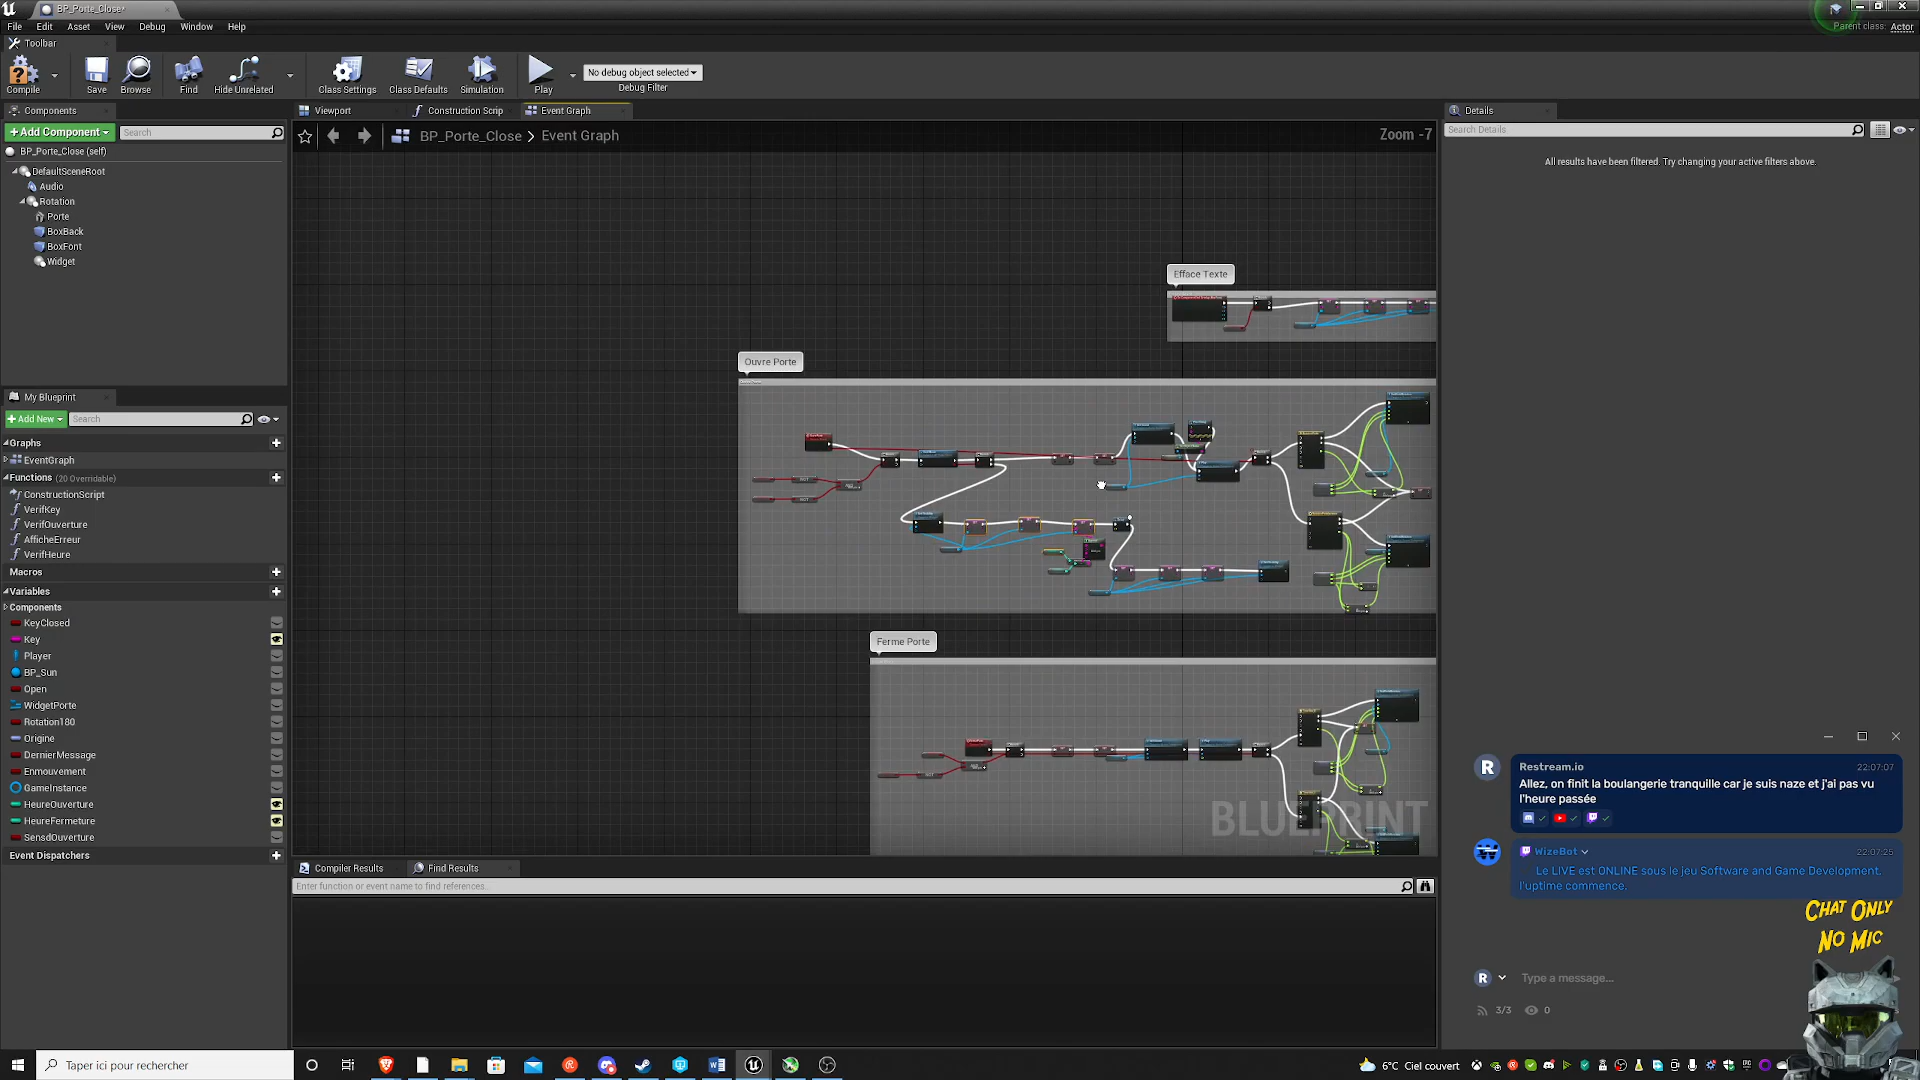 BP_Porte_Close*
File Edit Asset View Debug Window Help
Parent class: Actor
Toolbar
Compile
Save
Browse
Find
Hide Unrelated
Class Settings
Class Defaults
Simulation
Play
No debug object selected
Debug Filter
Components
+Add Component
Search
BP_Porte_Close (self)
DefaultSceneRoot
Audio
Rotation
Porte
BoxBack
BoxFont
Widget
My Blueprint
+Add New
Search
Graphs
EventGraph
Functions (20 Overridable)
ConstructionScript
VerifKey
VerifOuverture
AfficheErreur
VerifHeure
Macros
Variables
Components
KeyClosed
Key
Player
BP_Sun
Open
WidgetPorte
Rotation180
Origine
DernierMessage
Enmouvement
GameInstance
HeureOuverture
HeureFermeture
SensdOuverture
Event Dispatchers
Viewport
Construction Scrip
Event Graph
BP_Porte_Close > Event Graph
Zoom -7
Efface Texte
Ouvre Porte
Ferme Porte
BLUEPRINT
Compiler Results
Find Results
Enter function or event name to find references...
Details
Search Details
All results have been filtered. Try changing your active filters above.
Restream.io
22:07:07
Allez, on finit la boulangerie tranquille car je suis naze et j'ai pas vu
l'heure passée
WizeBot
22:07:25
Le LIVE est ONLINE sous le jeu Software and Game Development.
l'uptime commence.
CHAT ONLY
NO MIC
R
Type a message...
3/3
0
Taper ici pour rechercher
6°C Ciel couvert